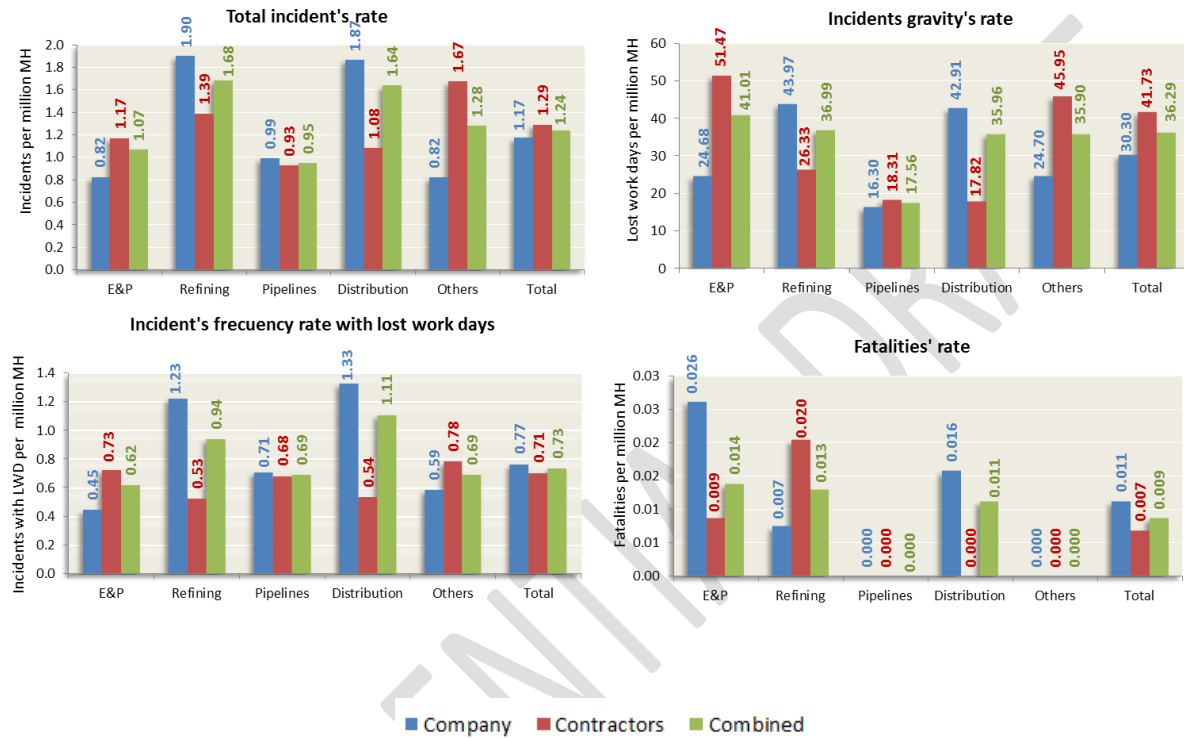 Total incident's rate
Incidents per million MH
2.0
1.8
1.6
1.4
1.2
1.0
0.8
0.6
0.4
0.2
0.0
0.82 1.17 1.07
1.90 1.39 1.68
0.99 0.93 0.95
1.87 1.08 1.64
0.82 1.67 1.28
1.17 1.29 1.24
E&P Refining Pipelines Distribution Others Total
Incidents gravity's rate
Lost work days per million MH
60
50
40
30
20
10
0
24.68 51.47 41.01
43.97 26.33 36.99
16.30 18.31 17.56
42.91 17.82 35.96
24.70 45.95 35.90
30.30 41.73 36.29
E&P Refining Pipelines Distribution Others Total
Incident's frecuency rate with lost work days
Incidents with LWD per million MH
1.4
1.2
1.0
0.8
0.6
0.4
0.2
0.0
0.45 0.73 0.62
1.23 0.53 0.94
0.71 0.68 0.69
1.33 0.54 1.11
0.59 0.78 0.69
0.77 0.71 0.73
E&P Refining Pipelines Distribution Others Total
Fatalities' rate
Fatalities per million MH
0.03
0.03
0.02
0.02
0.01
0.01
0.00
0.026 0.009 0.014
0.007 0.020 0.013
0.000 0.000 0.000
0.016 0.000 0.011
0.000 0.000 0.000
0.011 0.007 0.009
E&P Refining Pipelines Distribution Others Total
Company Contractors Combined